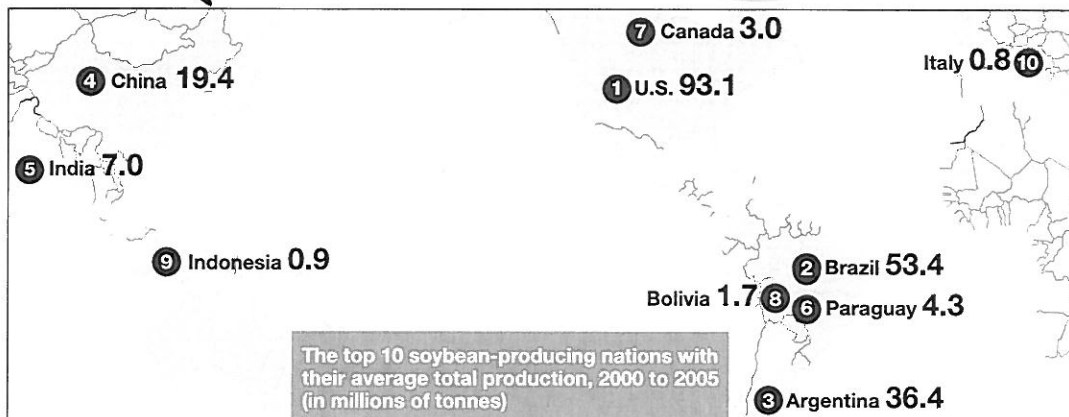 7 Canada 3.0
Italy 0.8 10
4 China 19.4
1 U.S. 93.1
5 India 7.0
9 Indonesia 0.9
2 Brazil 53.4
Bolivia 1.7 8
6 Paraguay 4.3
The top 10 soybean-producing nations with
their average total production, 2000 to 2005
(in millions of tonnes)
3 Argentina 36.4